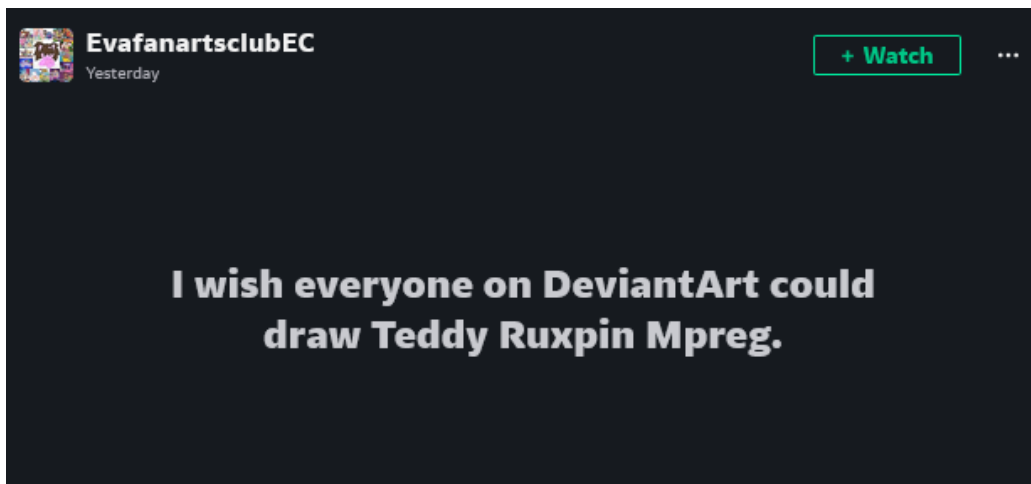 EvafanartsclubEC
Yesterday
+ Watch
...
I wish everyone on DeviantArt could
draw Teddy Ruxpin Mpreg.